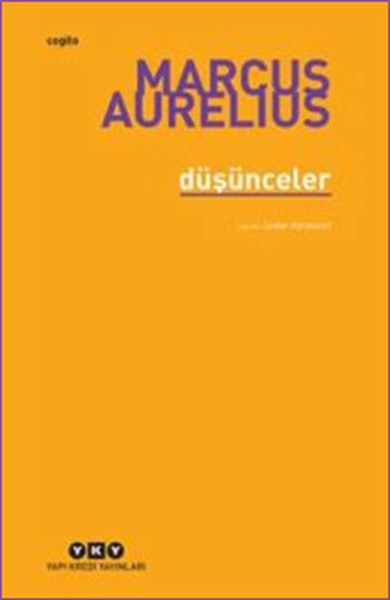 cogito
MARCUS
AURELIUS
düşünceler
YKY
YAPI KREDİ YAYINLARI